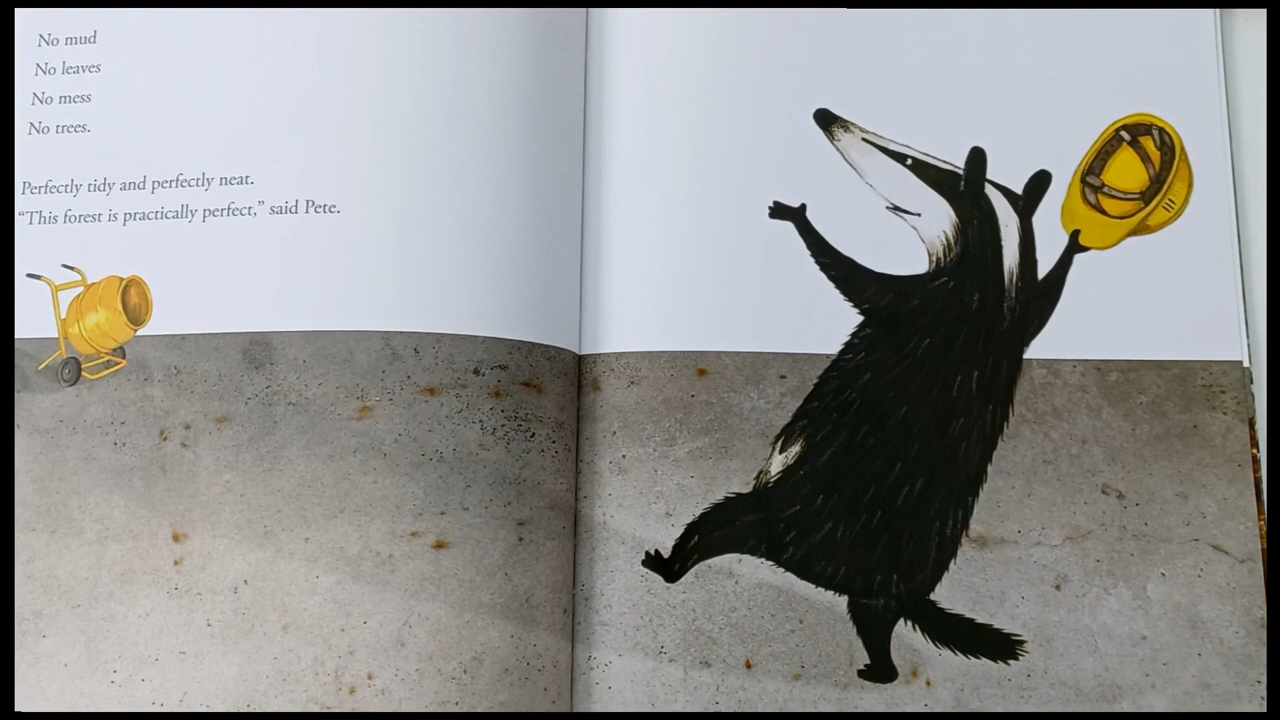 No mud
No leaves
No mess
No trees.
Perfectly tidy and perfectly neat.
“This forest is practically perfect,” said Pete.